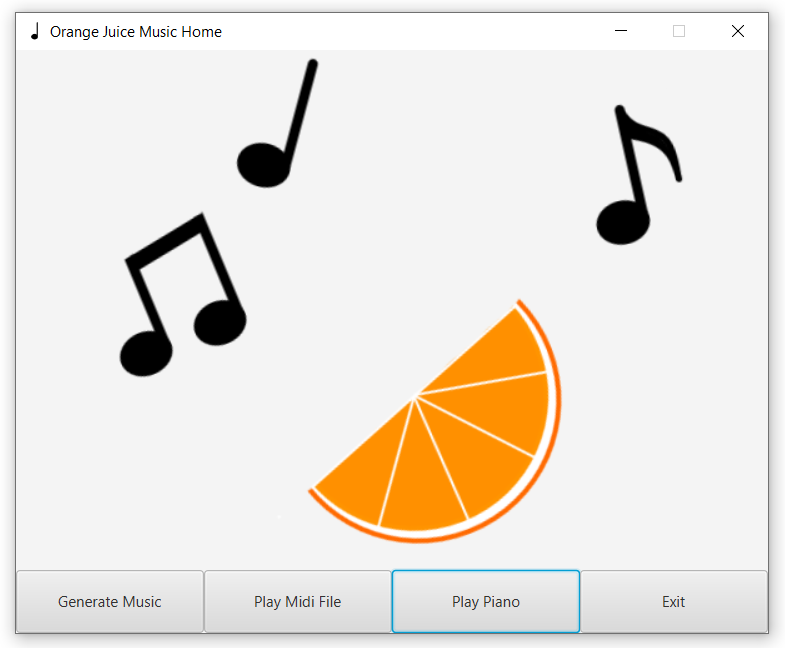 Orange Juice Music Home
Generate Music
Play Midi File
Play Piano
Exit